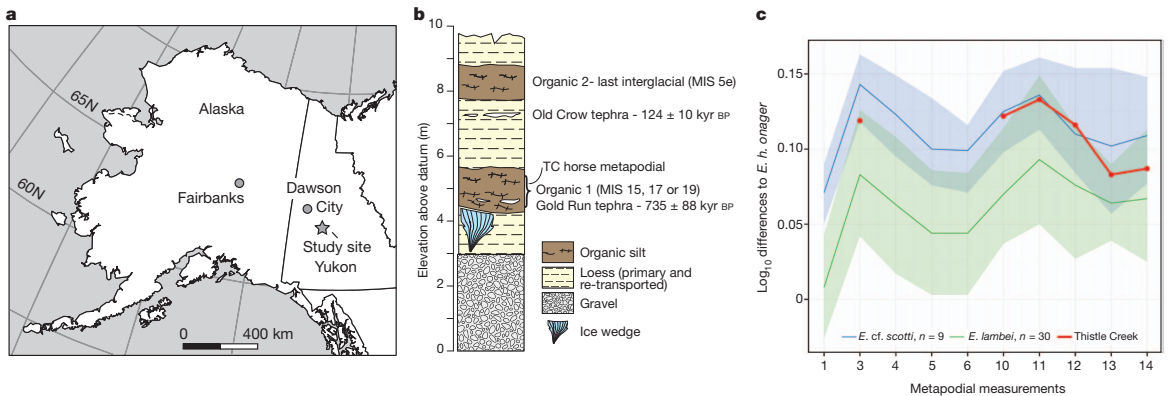 a
65N
60N
Alaska
Fairbanks
Dawson
City
Study site
Yukon
0 400 km
b
Elevation above datum (m)
10
8
6
4
2
0
Organic 2- last interglacial (MIS 5e)
Old Crow tephra - 124 ± 10 kyr BP
TC horse metapodial
Organic 1 (MIS 15, 17 or 19)
Gold Run tephra - 735 ± 88 kyr BP
Organic silt
Loess (primary and
re-transported)
Gravel
Ice wedge
c
Log10 differences to E. h. onager
0.15
0.10
0.05
0
E. cf. scotti, n = 9 E. lambei, n = 30 Thistle Creek
1 3 4 5 6 10 11 12 13 14
Metapodial measurements